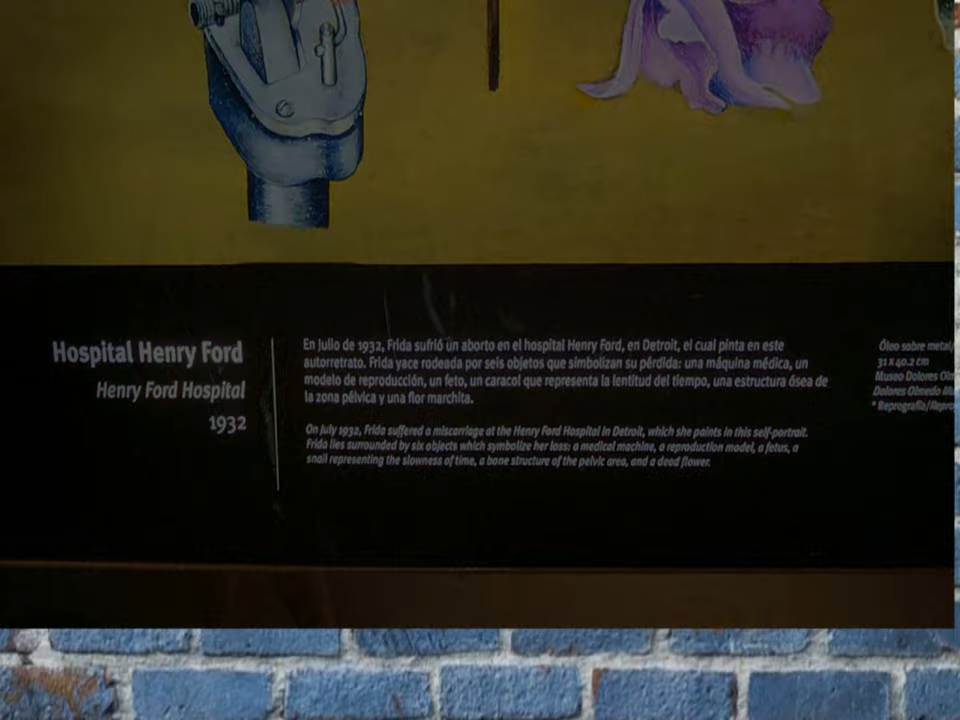 Hospital Henry Ford
Henry Ford Hospital
1932
En Julio de 1932, Frida sufrió un aborto en el hospital Henry Ford, en Detroit, el cual pinta en este
autorretrato. Frida yace rodeada por seis objetos que simbolizan su pérdida: una máquina médica, un
modelo de reproducción, un feto, un caracol que representa la lentitud del tiempo, una estructura ósea de
la zona pélvica y una flor marchita.
On July 1932, Frida suffered a miscarriage at the Henry Ford Hospital in Detroit, which she paints in this self-portrait.
Frida lies surrounded by six objects which symbolize her loss: a medical machine, a reproduction model, a fetus, a
snail representing the slowness of time, a bone structure of the pelvic area, and a dead flower.
Óleo sobre metal/
31 x 40.2 cm
Museo Dolores
Dolores Olmedo
* Reprografía/